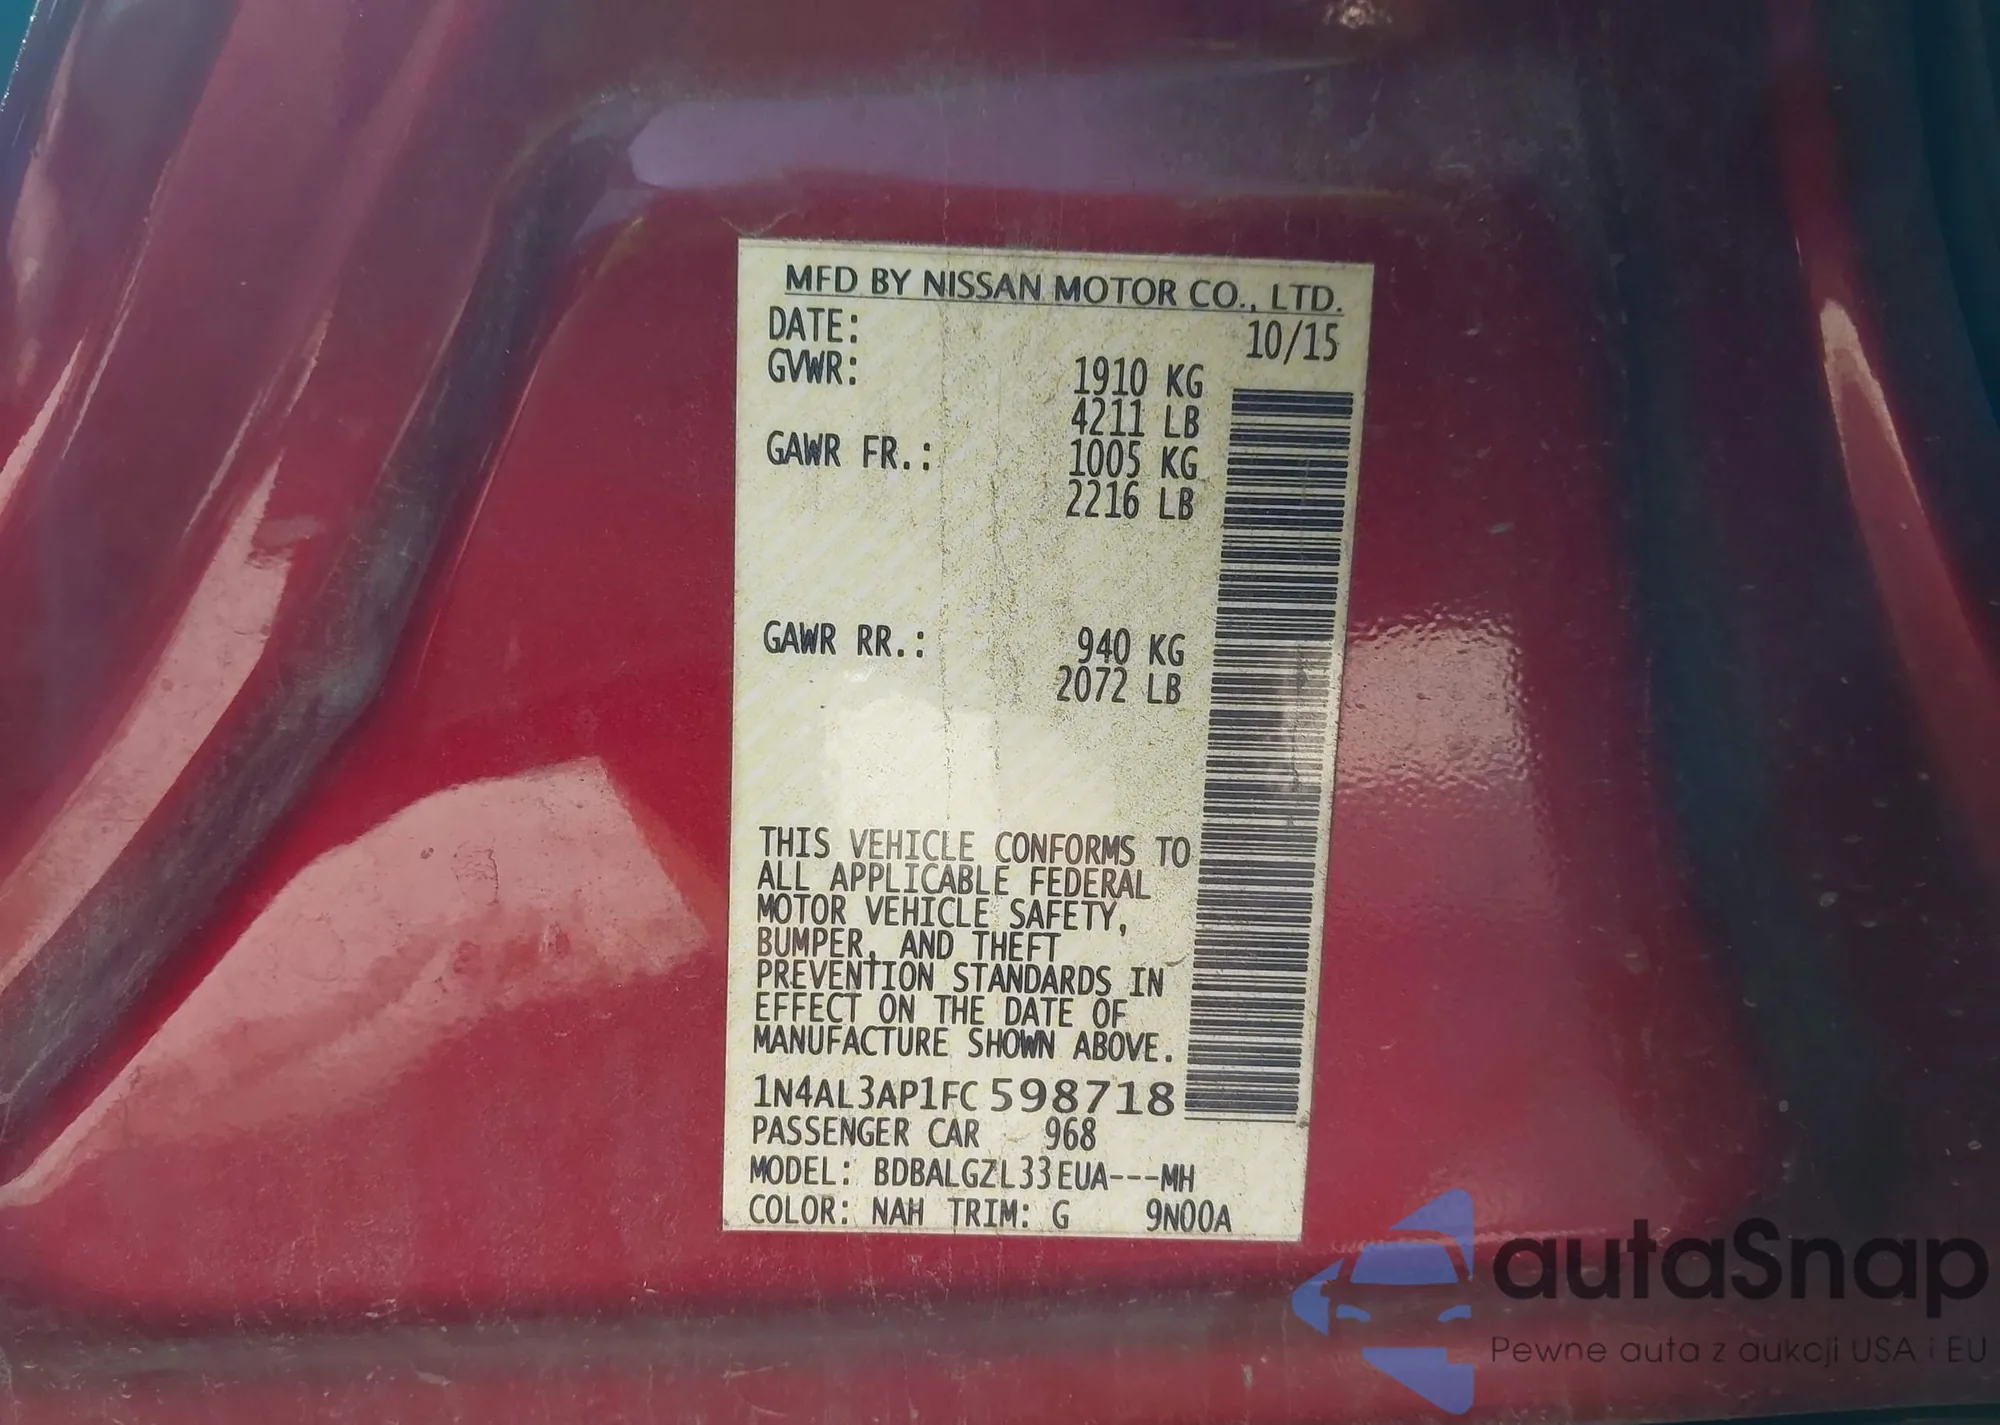 MFD BY NISSAN MOTOR CO., LTD.
DATE: 10/15
GVWR: 1910 KG
4211 LB
GAWR FR.: 1005 KG
2216 LB
GAWR RR.: 940 KG
2072 LB
THIS VEHICLE CONFORMS TO
ALL APPLICABLE FEDERAL
MOTOR VEHICLE SAFETY,
BUMPER, AND THEFT
PREVENTION STANDARDS IN
EFFECT ON THE DATE OF
MANUFACTURE SHOWN ABOVE.
1N4AL3AP1FC598718
PASSENGER CAR 968
MODEL: BDBALGZL33EUA---MH
COLOR: NAH TRIM: G 9N00A
autaSnap
Pewne auta z aukcji USA i EU